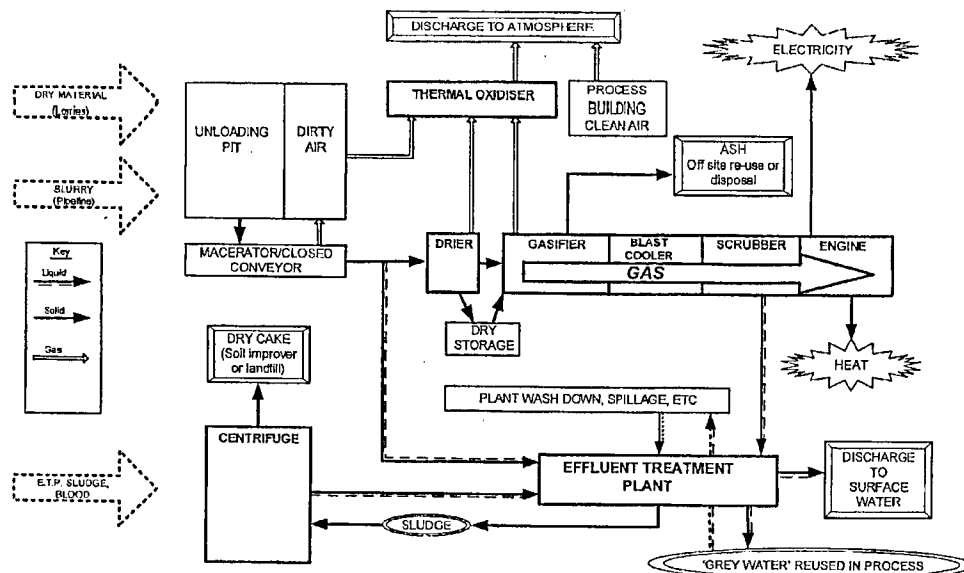 DISCHARGE TO ATMOSPHERE
ELECTRICITY
DRY MATERIAL
(Lorries)
THERMAL OXIDISER
PROCESS
BUILDING
CLEAN AIR
UNLOADING
PIT
DIRTY
AIR
ASH
Off site re-use or
disposal
SLURRY
(Pipeline)
MACERATOR/CLOSED
CONVEYOR
DRIER
GASIFIER
BLAST
COOLER
SCRUBBER
ENGINE
GAS
Key
Liquid
Solid
Gas
DRY
STORAGE
HEAT
DRY CAKE
(Soil improver
or landfill)
PLANT WASH DOWN, SPILLAGE, ETC
CENTRIFUGE
EFFLUENT TREATMENT
PLANT
DISCHARGE
TO
SURFACE
WATER
E.T.P. SLUDGE,
BLOOD
SLUDGE
'GREY WATER' REUSED IN PROCESS